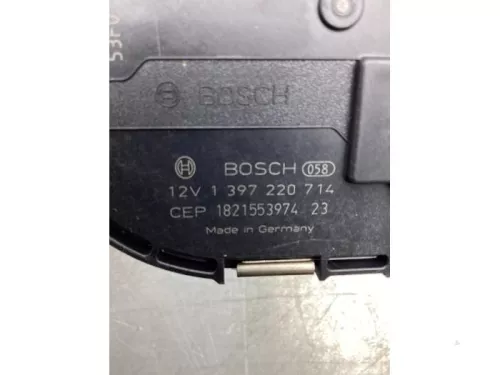 BOSCH
BOSCH 058
12V 1 397 220 714
CEP 1821553974 23
Made in Germany